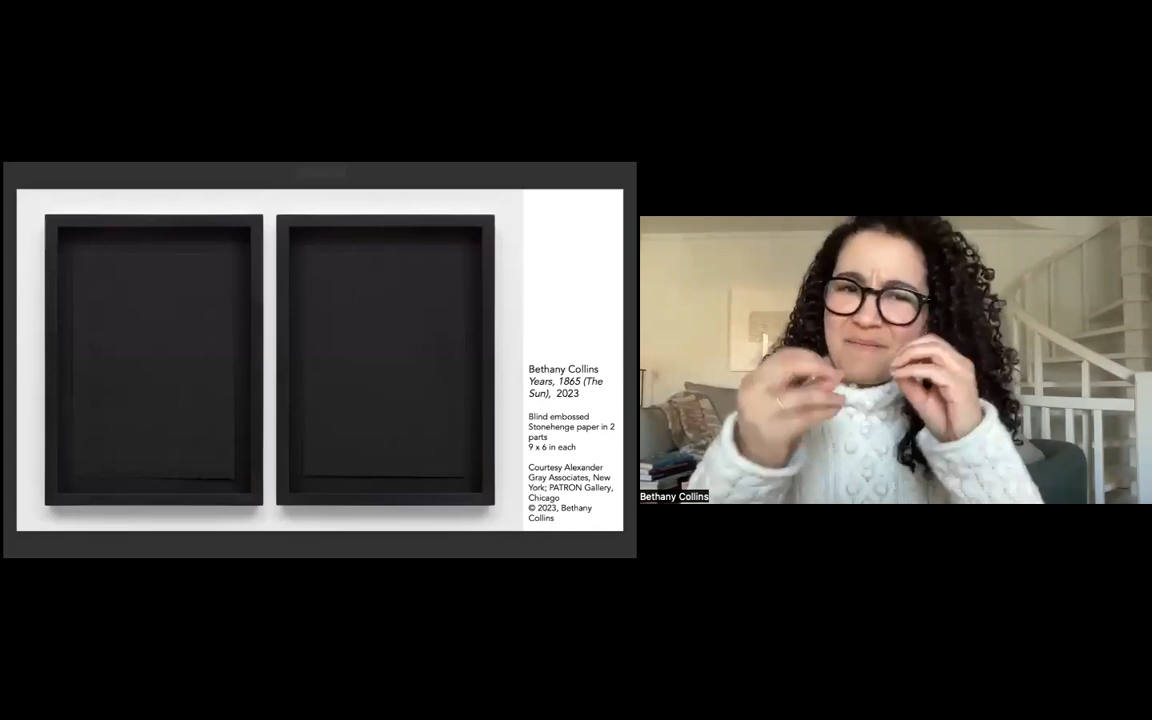 Bethany Collins
Years, 1865 (The
Sun), 2023
Blind embossed
Stonehenge paper in 2
parts
9 x 6 in each
Courtesy Alexander
Gray Associates, New
York; PATRON Gallery,
Chicago
© 2023, Bethany
Collins
Bethany Collins